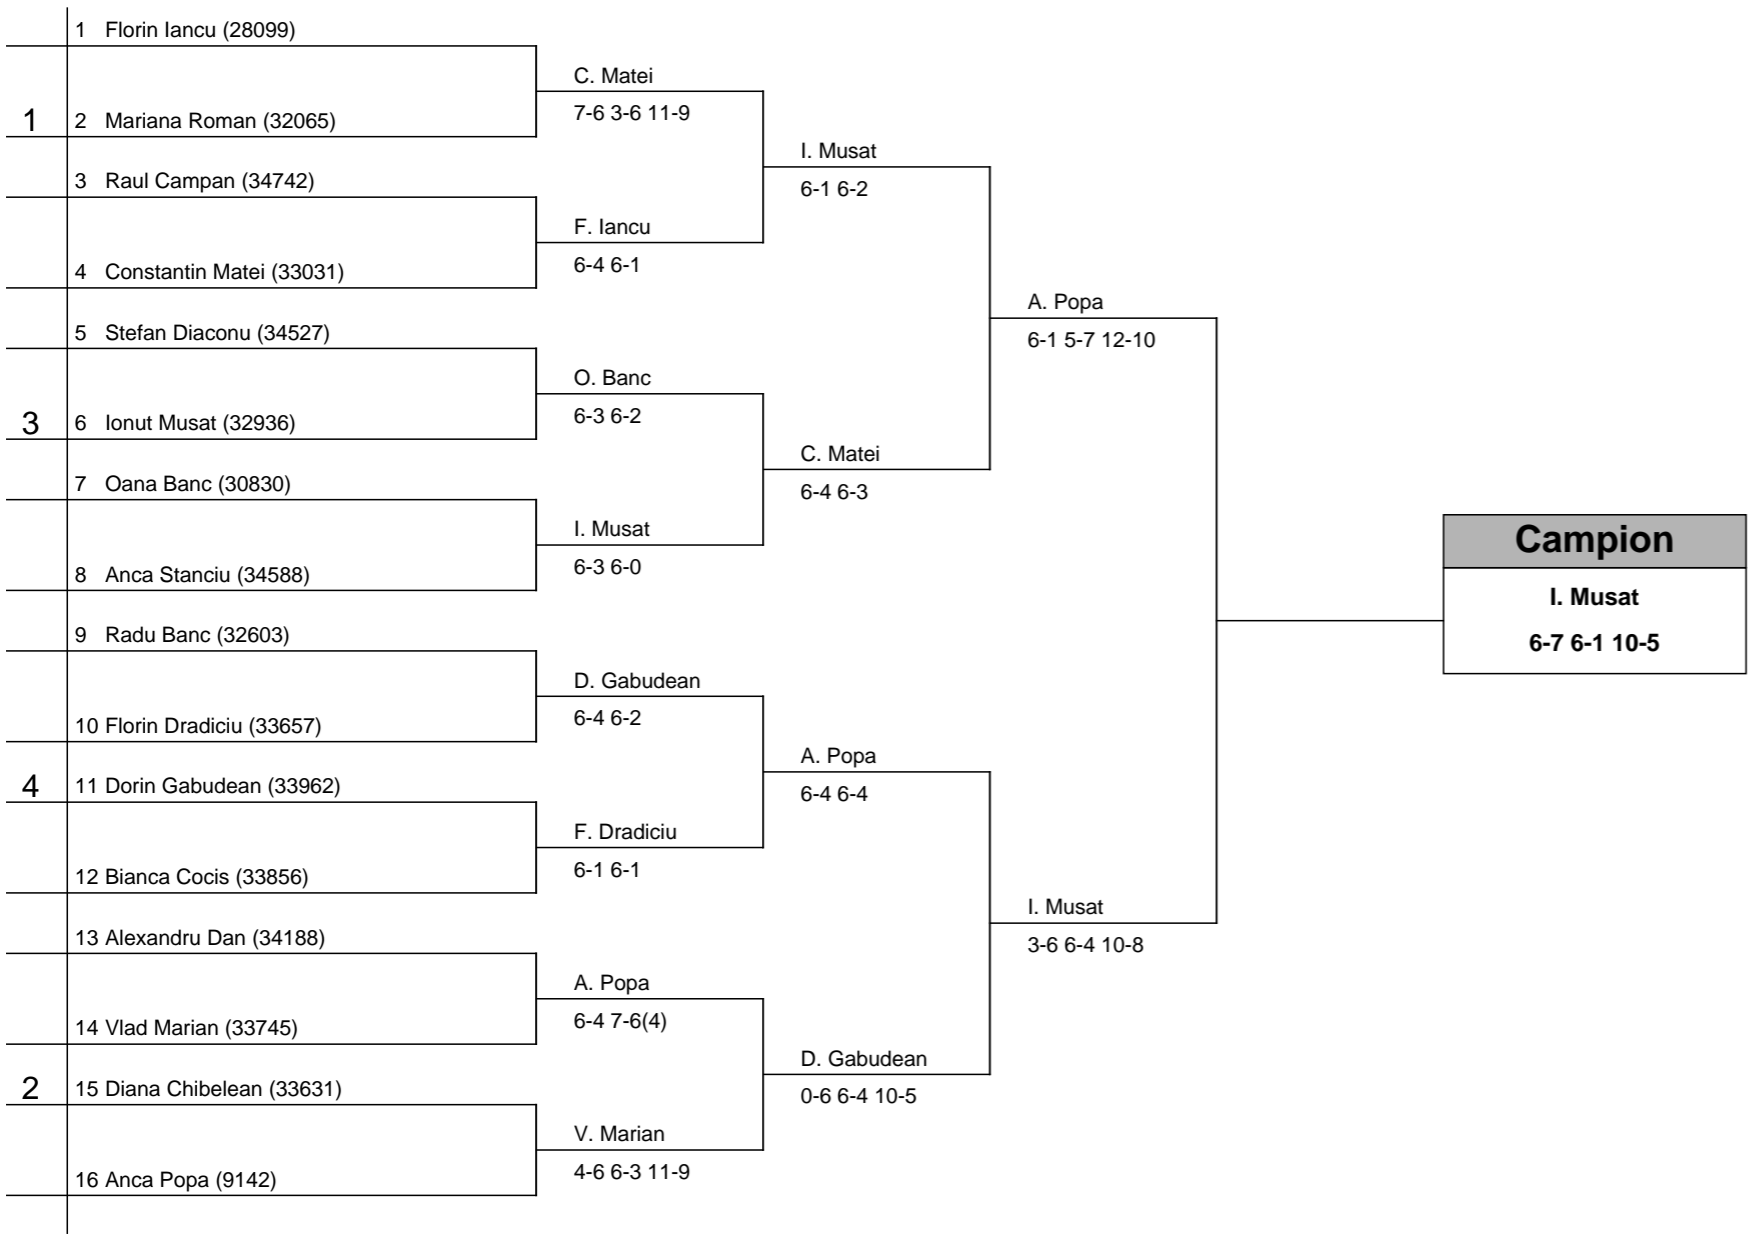 1 Florin Iancu (28099)
C. Matei
7-6 3-6 11-9
1 2 Mariana Roman (32065)
I. Musat
6-1 6-2
3 Raul Campan (34742)
F. Iancu
6-4 6-1
4 Constantin Matei (33031)
A. Popa
6-1 5-7 12-10
5 Stefan Diaconu (34527)
O. Banc
6-3 6-2
3 6 Ionut Musat (32936)
C. Matei
6-4 6-3
7 Oana Banc (30830)
I. Musat
6-3 6-0
8 Anca Stanciu (34588)
Campion
I. Musat
6-7 6-1 10-5
9 Radu Banc (32603)
D. Gabudean
6-4 6-2
10 Florin Dradiciu (33657)
A. Popa
6-4 6-4
4 11 Dorin Gabudean (33962)
F. Dradiciu
6-1 6-1
12 Bianca Cocis (33856)
I. Musat
3-6 6-4 10-8
13 Alexandru Dan (34188)
A. Popa
6-4 7-6(4)
14 Vlad Marian (33745)
D. Gabudean
0-6 6-4 10-5
2 15 Diana Chibelean (33631)
V. Marian
4-6 6-3 11-9
16 Anca Popa (9142)